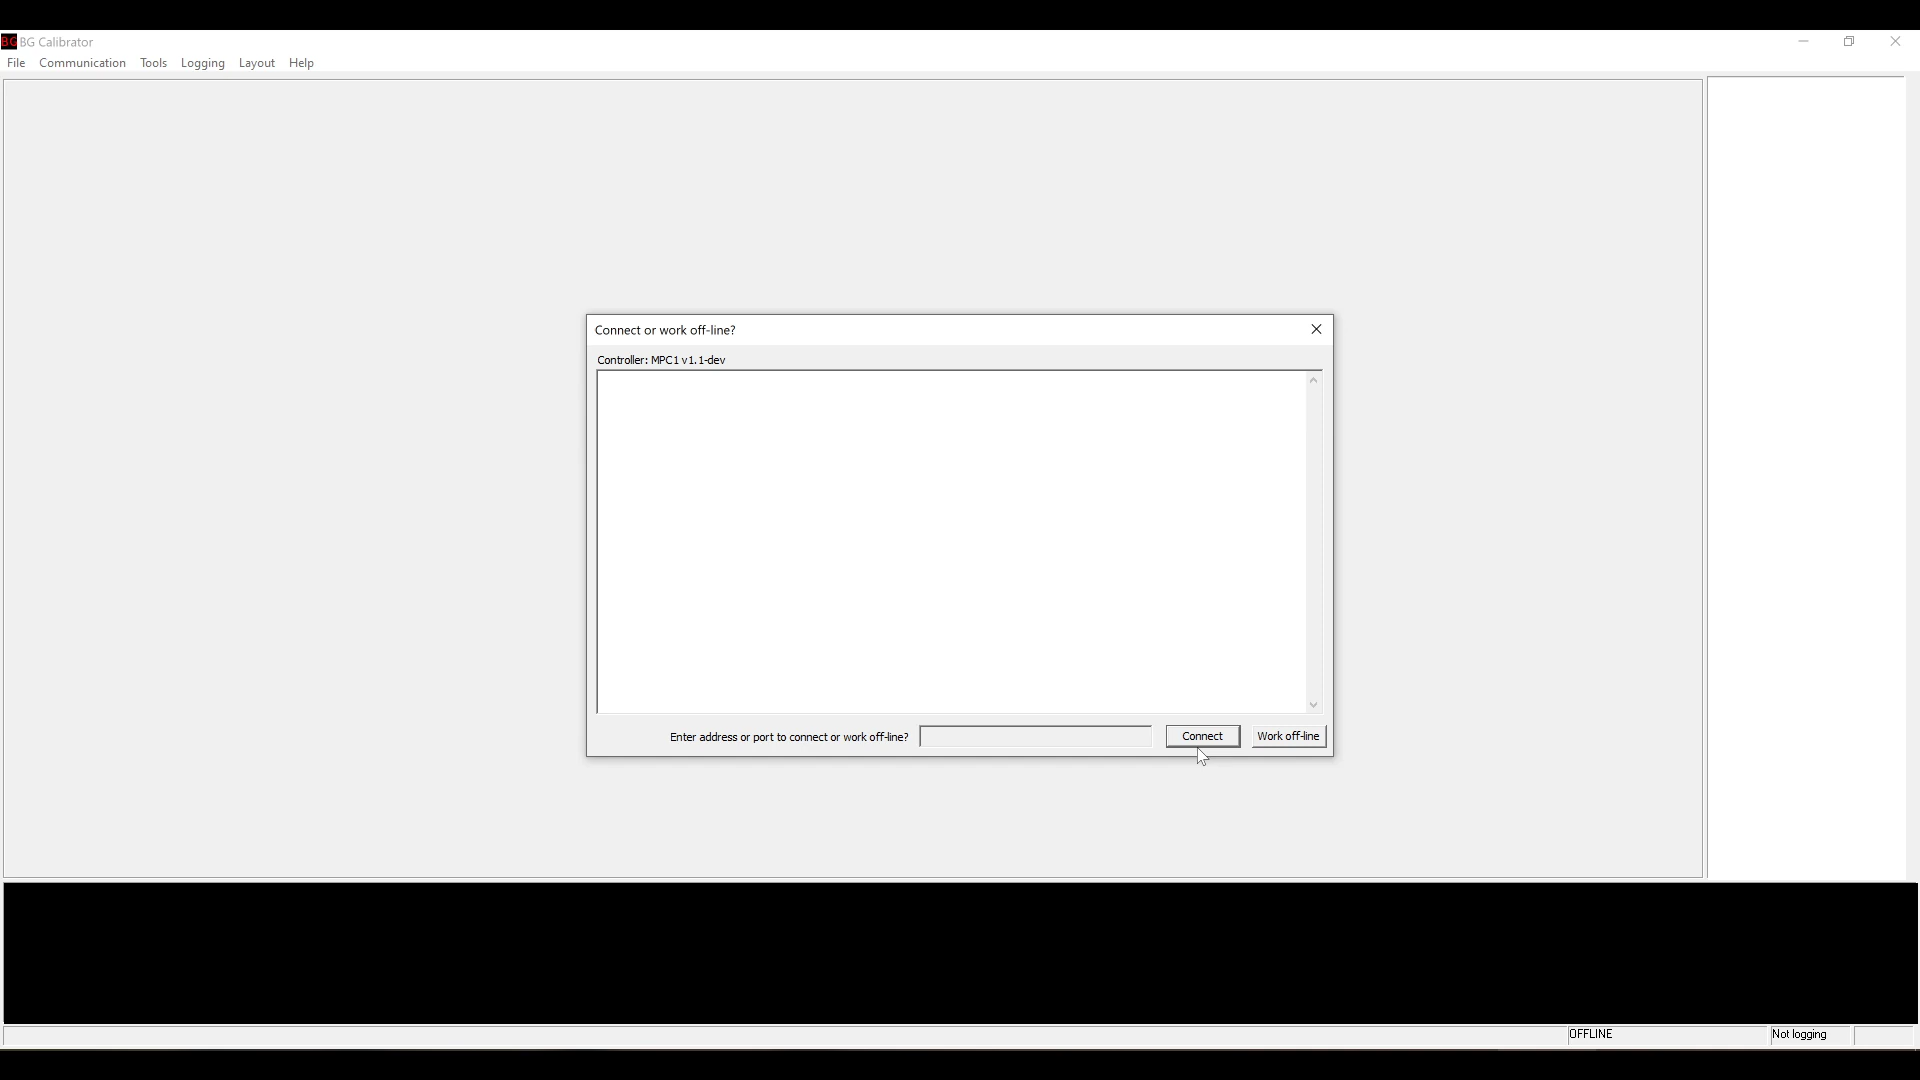 BG BG Calibrator
File Communication Tools Logging Layout Help
Connect or work off-line?
Controller: MPC1 v1.1-dev
Enter address or port to connect or work off-line? Connect Work off-line
OFFLINE Not logging